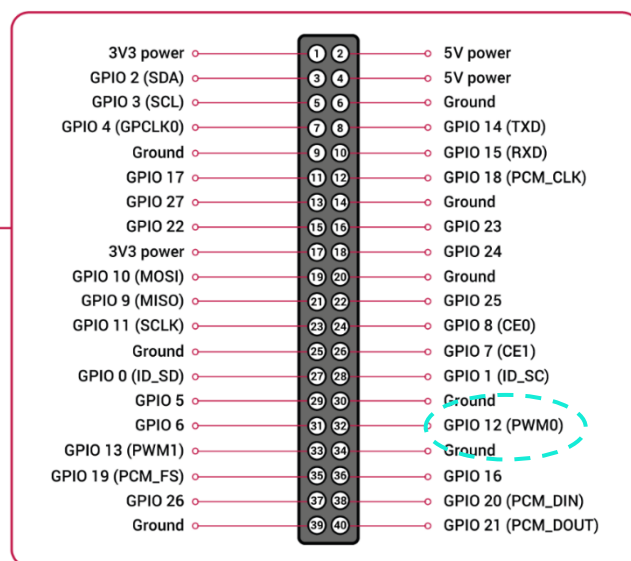 3V3 power 1 2 5V power
GPIO 2 (SDA) 3 4 5V power
GPIO 3 (SCL) 5 6 Ground
GPIO 4 (GPCLK0) 7 8 GPIO 14 (TXD)
Ground 9 10 GPIO 15 (RXD)
GPIO 17 11 12 GPIO 18 (PCM_CLK)
GPIO 27 13 14 Ground
GPIO 22 15 16 GPIO 23
3V3 power 17 18 GPIO 24
GPIO 10 (MOSI) 19 20 Ground
GPIO 9 (MISO) 21 22 GPIO 25
GPIO 11 (SCLK) 23 24 GPIO 8 (CE0)
Ground 25 26 GPIO 7 (CE1)
GPIO 0 (ID_SD) 27 28 GPIO 1 (ID_SC)
GPIO 5 29 30 Ground
GPIO 6 31 32 GPIO 12 (PWM0)
GPIO 13 (PWM1) 33 34 Ground
GPIO 19 (PCM_FS) 35 36 GPIO 16
GPIO 26 37 38 GPIO 20 (PCM_DIN)
Ground 39 40 GPIO 21 (PCM_DOUT)